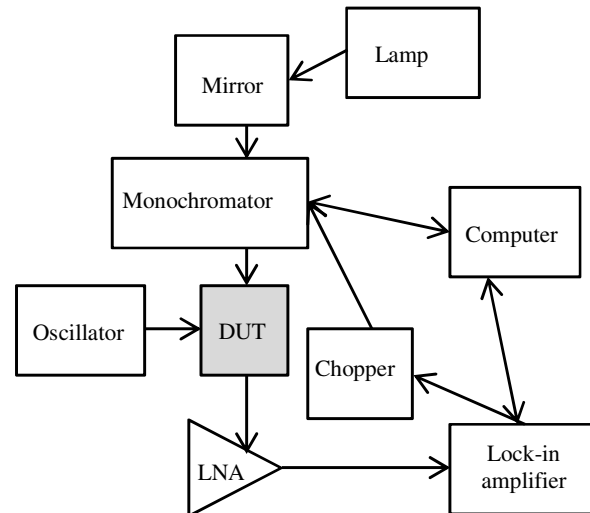 Lamp
Mirror
Monochromator
Computer
Oscillator
DUT
Chopper
LNA
Lock-in
amplifier